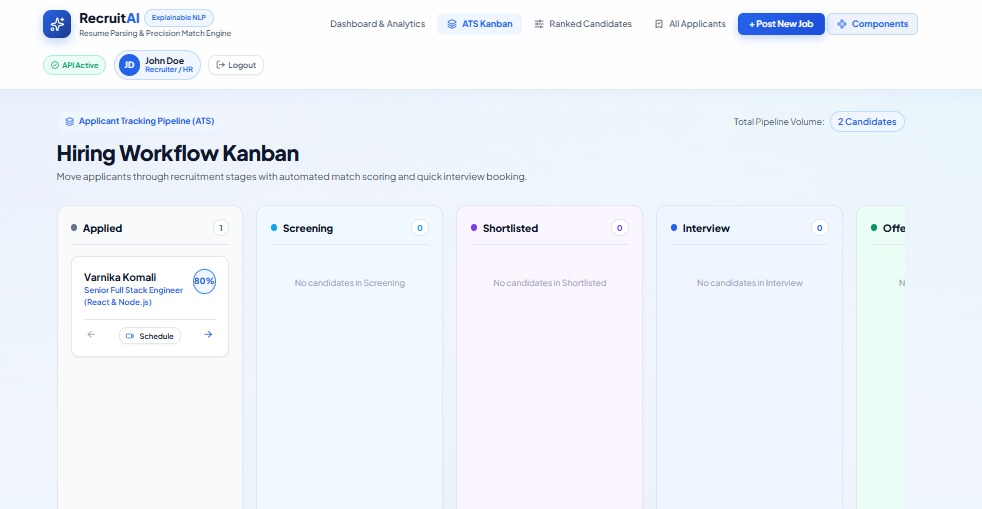 RecruitAI Explainable NLP
Resume Parsing & Precision Match Engine
Dashboard & Analytics
ATS Kanban
Ranked Candidates
All Applicants
+ Post New Job
Components
API Active
JD
John Doe
Recruiter / HR
Logout
Applicant Tracking Pipeline (ATS)
Total Pipeline Volume: 2 Candidates
Hiring Workflow Kanban
Move applicants through recruitment stages with automated match scoring and quick interview booking.
Applied 1
Screening 0
Shortlisted 0
Interview 0
Offe
Varnika Komali
80%
Senior Full Stack Engineer
(React & Node.js)
Schedule
No candidates in Screening
No candidates in Shortlisted
No candidates in Interview
N